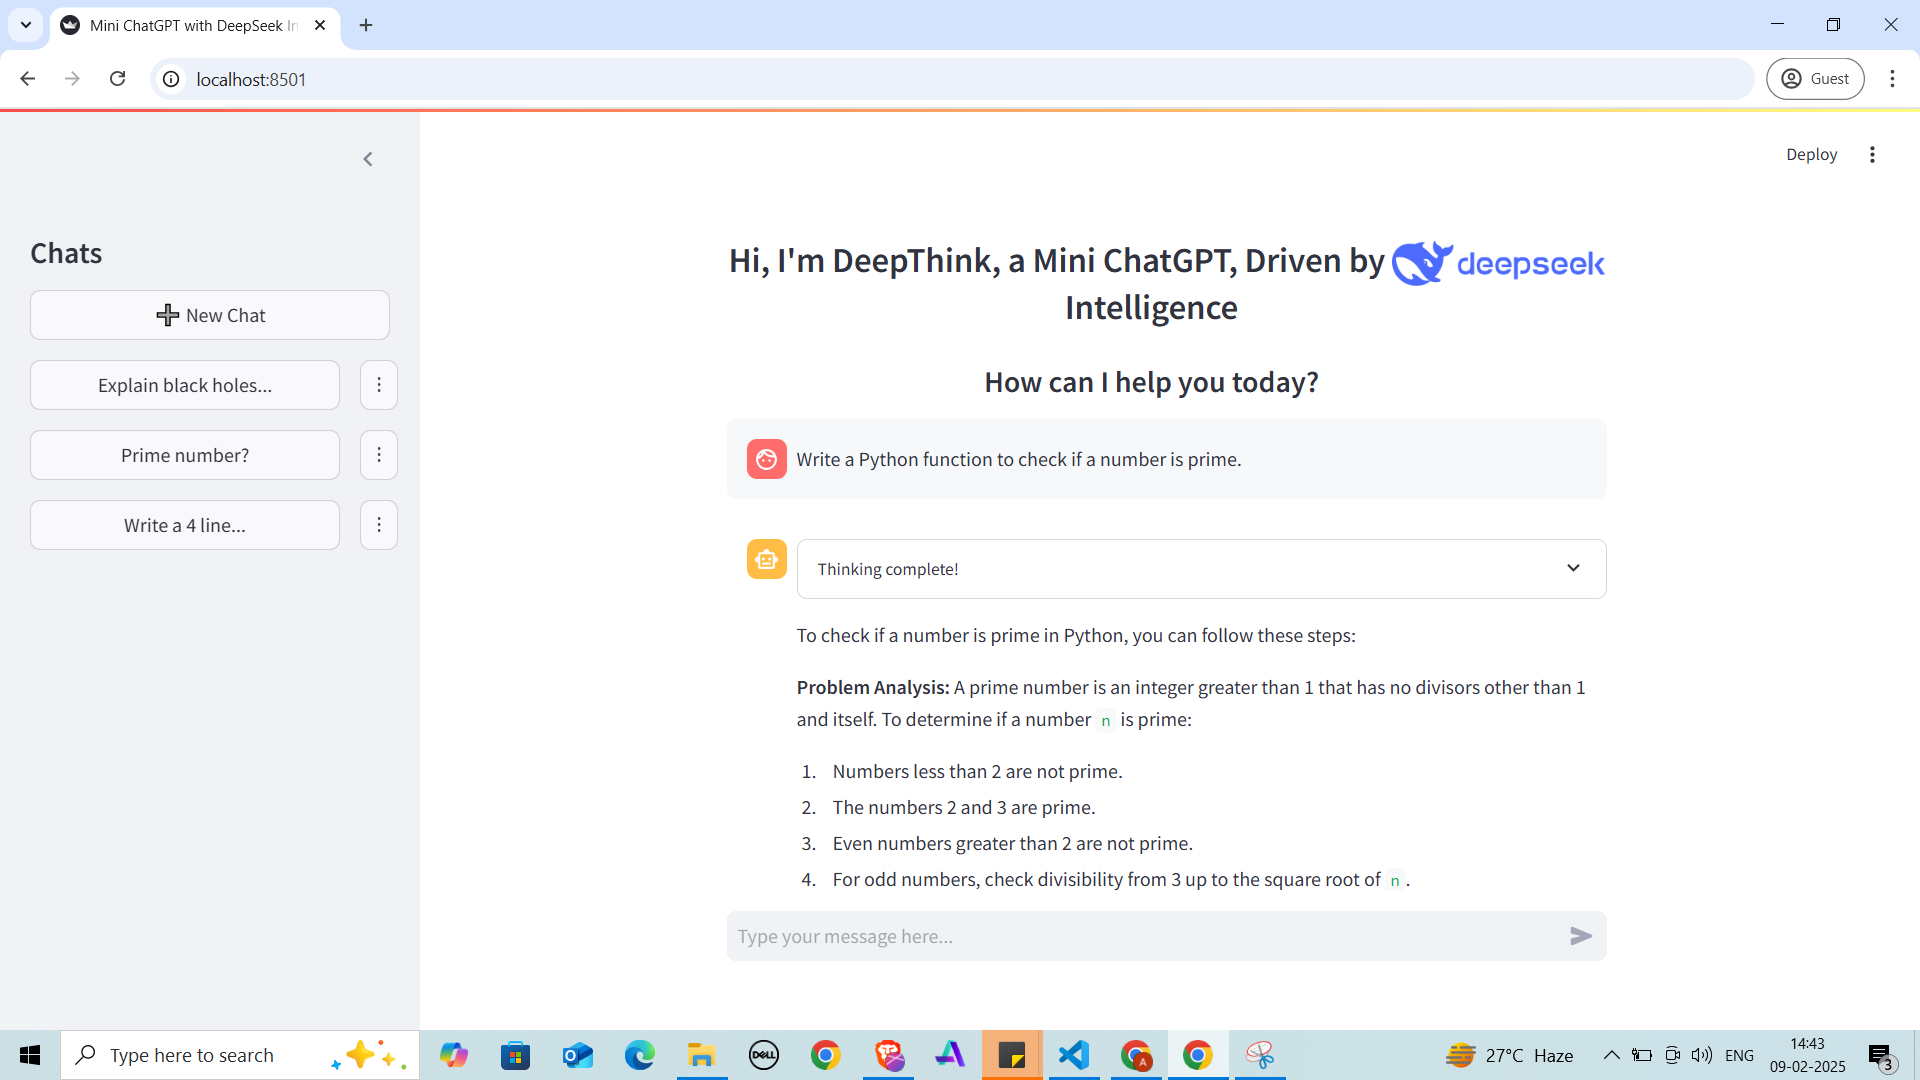 Mini ChatGPT with DeepSeek In
localhost:8501
Guest
Deploy
Chats
New Chat
Explain black holes...
Prime number?
Write a 4 line...
Hi, I'm DeepThink, a Mini ChatGPT, Driven by deepseek
Intelligence
How can I help you today?
Write a Python function to check if a number is prime.
Thinking complete!
To check if a number is prime in Python, you can follow these steps:
Problem Analysis: A prime number is an integer greater than 1 that has no divisors other than 1
and itself. To determine if a number n is prime:
1. Numbers less than 2 are not prime.
2. The numbers 2 and 3 are prime.
3. Even numbers greater than 2 are not prime.
4. For odd numbers, check divisibility from 3 up to the square root of n .
Type your message here...
Type here to search
DELL
A
27°C Haze
ENG
14:43
09-02-2025
3